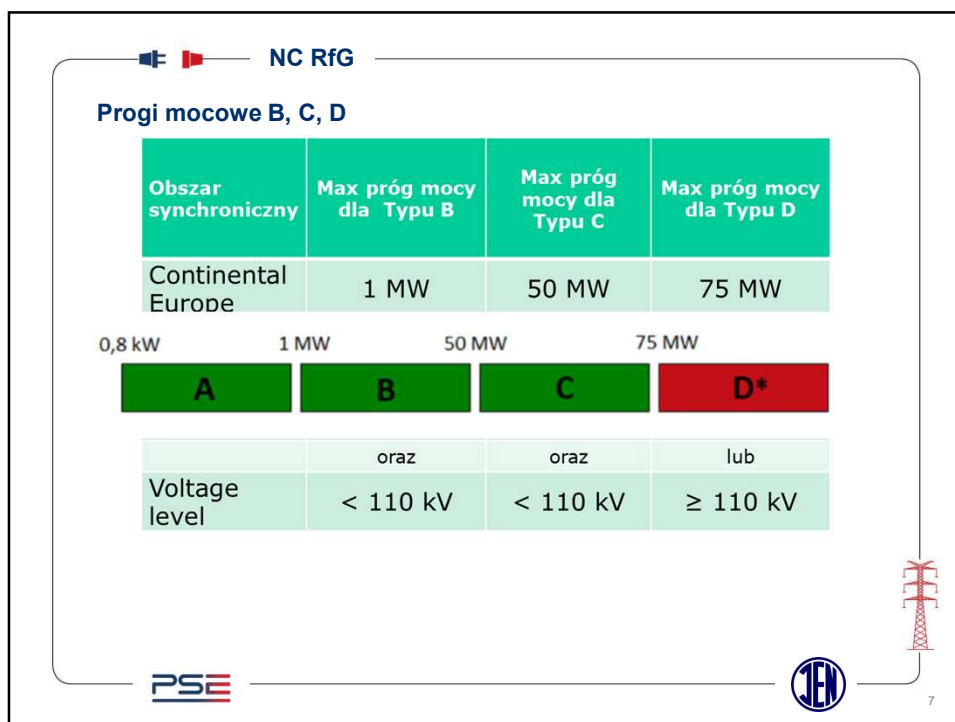 NC RfG
Progi mocowe B, C, D
Obszar synchroniczny
Max próg mocy dla Typu B
Max próg mocy dla Typu C
Max próg mocy dla Typu D
Continental Europe
1 MW
50 MW
75 MW
0,8 kW
1 MW
50 MW
75 MW
A
B
C
D*
oraz
oraz
lub
Voltage level
< 110 kV
< 110 kV
≥ 110 kV
PSE
IEN
7